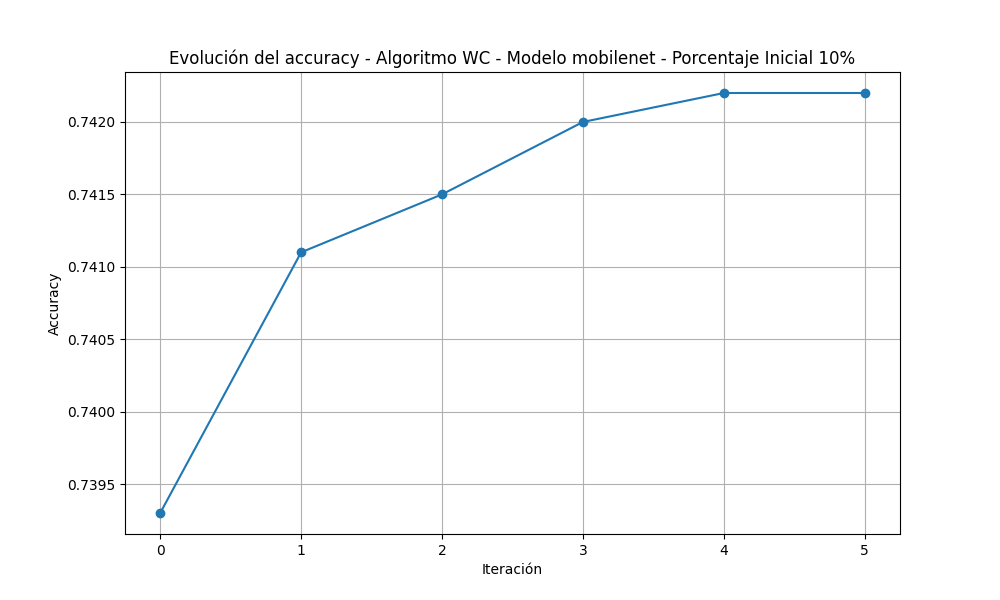 Evolución del accuracy - Algoritmo WC - Modelo mobilenet - Porcentaje Inicial 10%
0.7420
0.7415
0.7410
0.7405
0.7400
0.7395
Accuracy
0 1 2 3 4 5
Iteración